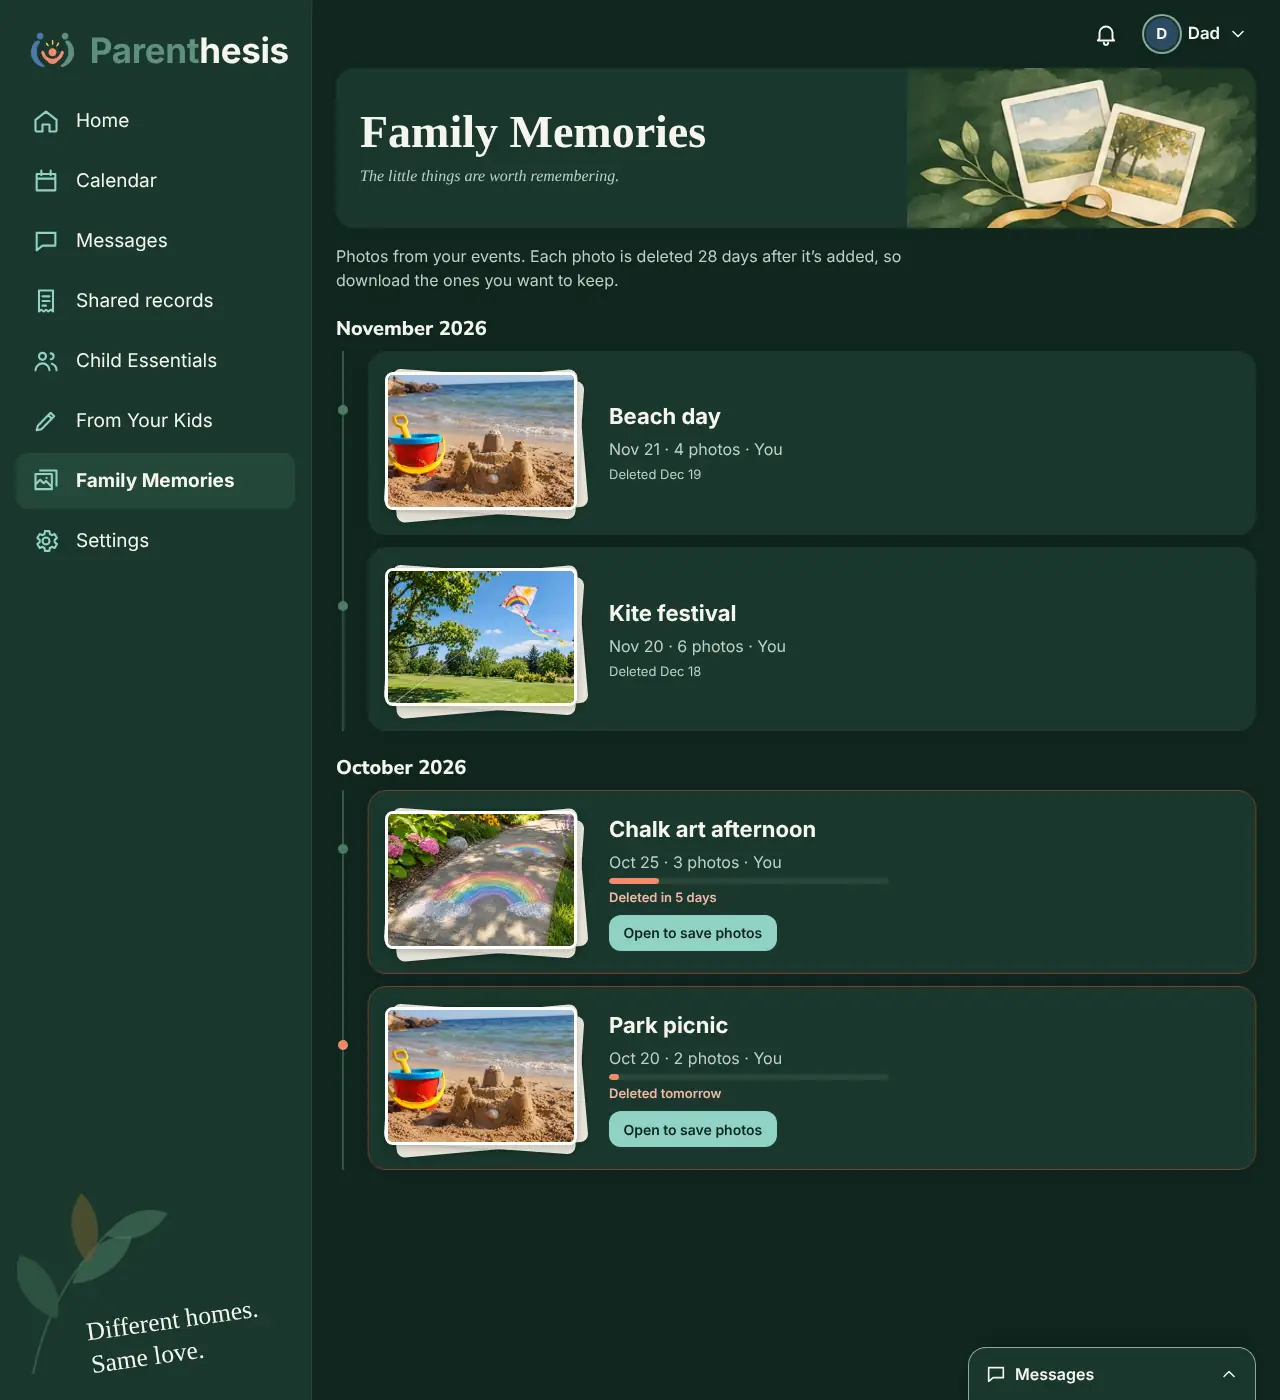 Parenthesis
Home
Calendar
Messages
Shared records
Child Essentials
From Your Kids
Family Memories
Settings
Different homes.
Same love.
D
Dad
Family Memories
The little things are worth remembering.
Photos from your events. Each photo is deleted 28 days after it’s added, so
download the ones you want to keep.
November 2026
Beach day
Nov 21 · 4 photos · You
Deleted Dec 19
Kite festival
Nov 20 · 6 photos · You
Deleted Dec 18
October 2026
Chalk art afternoon
Oct 25 · 3 photos · You
Deleted in 5 days
Open to save photos
Park picnic
Oct 20 · 2 photos · You
Deleted tomorrow
Open to save photos
Messages